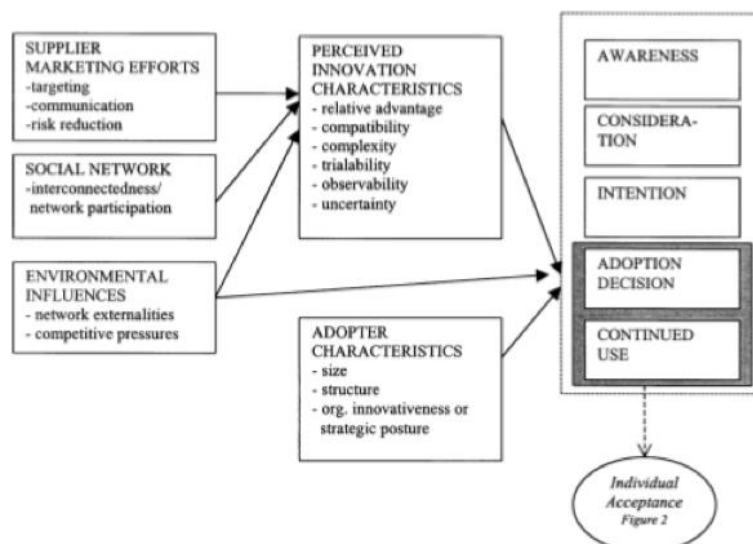 SUPPLIER
MARKETING EFFORTS
-targeting
-communication
-risk reduction
SOCIAL NETWORK
-interconnectedness/
network participation
ENVIRONMENTAL
INFLUENCES
- network externalities
- competitive pressures
PERCEIVED
INNOVATION
CHARACTERISTICS
- relative advantage
- compatibility
- complexity
- trialability
- observability
- uncertainty
ADOPTER
CHARACTERISTICS
- size
- structure
- org. innovativeness or
strategic posture
AWARENESS
CONSIDERA-
TION
INTENTION
ADOPTION
DECISION
CONTINUED
USE
Individual
Acceptance
Figure 2